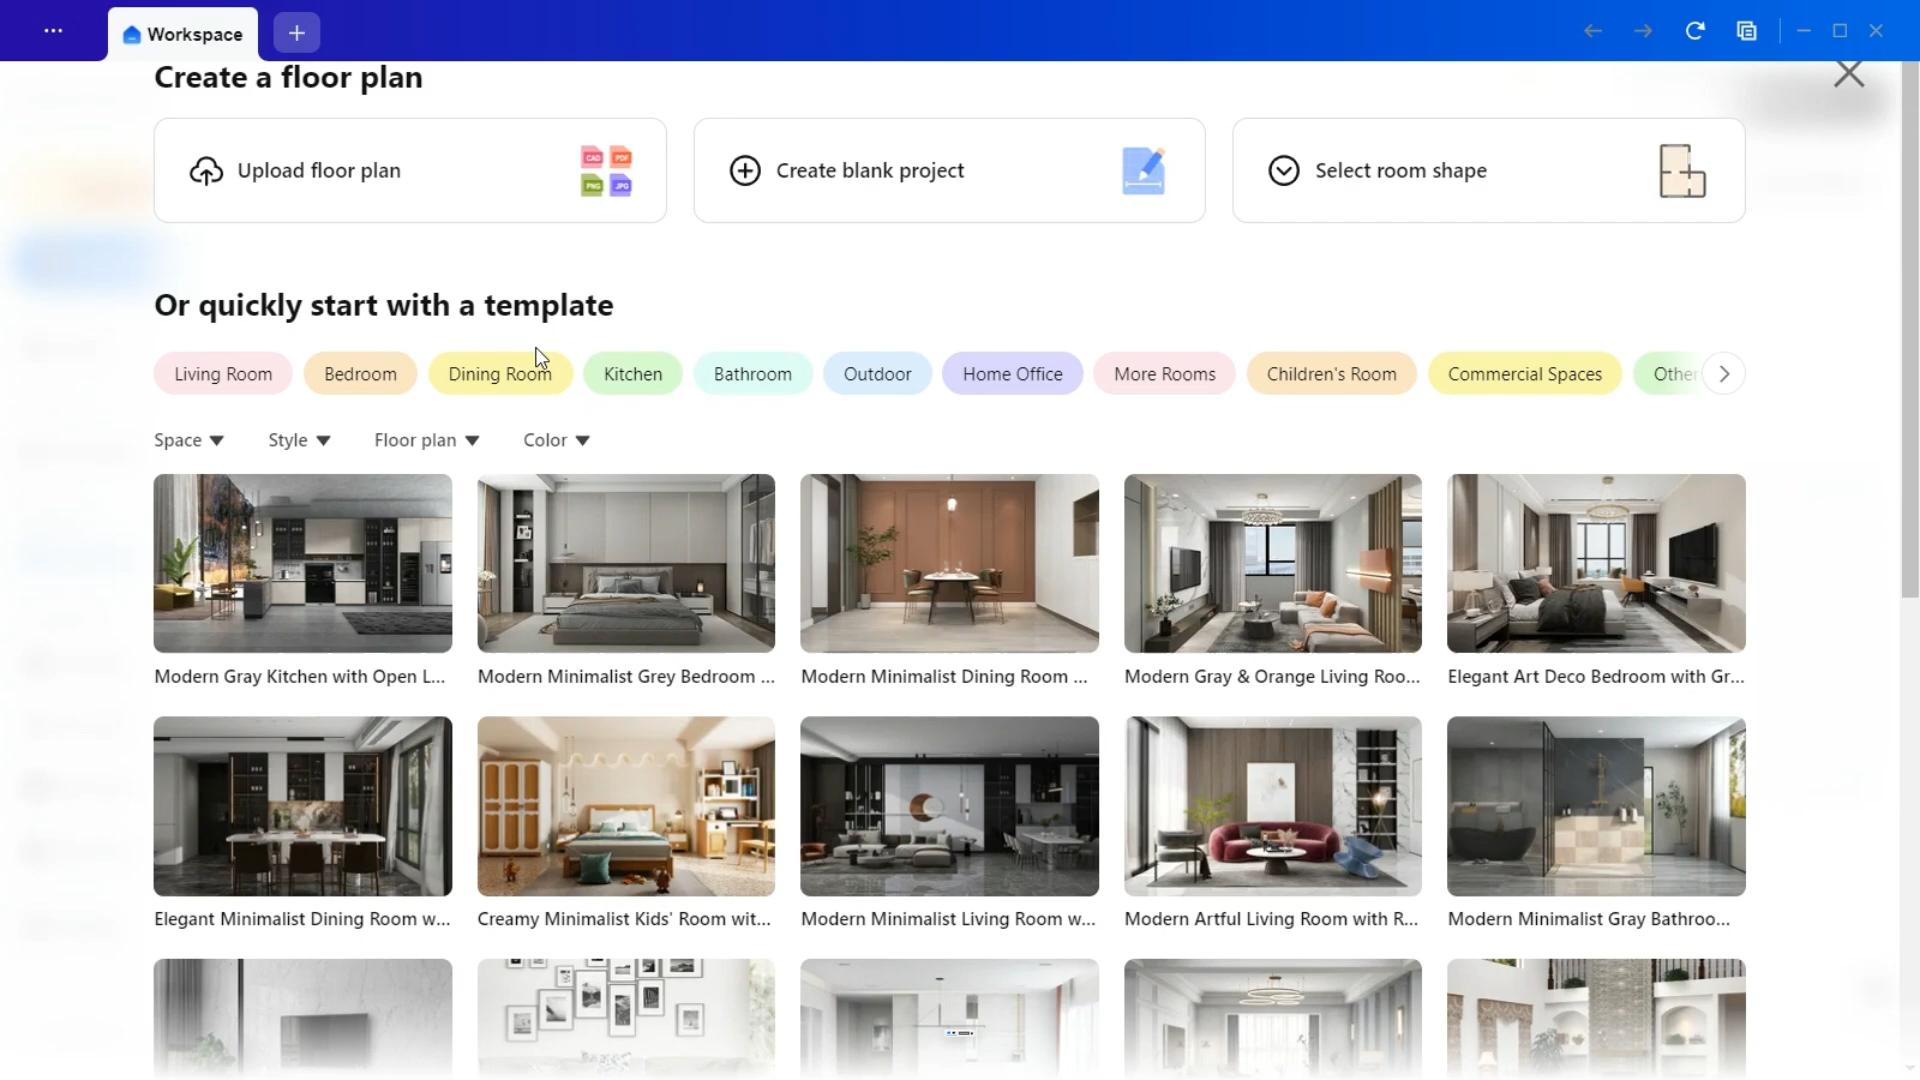 Workspace
Create a floor plan
Upload floor plan
CAD PDF
PNG JPG
Create blank project
Select room shape
Or quickly start with a template
Living Room Bedroom Dining Room Kitchen Bathroom Outdoor Home Office More Rooms Children's Room Commercial Spaces Other
Space Style Floor plan Color
Modern Gray Kitchen with Open L... Modern Minimalist Grey Bedroom ... Modern Minimalist Dining Room ... Modern Gray & Orange Living Roo... Elegant Art Deco Bedroom with Gr...
Elegant Minimalist Dining Room w... Creamy Minimalist Kids' Room wit... Modern Minimalist Living Room w... Modern Artful Living Room with R... Modern Minimalist Gray Bathroo...